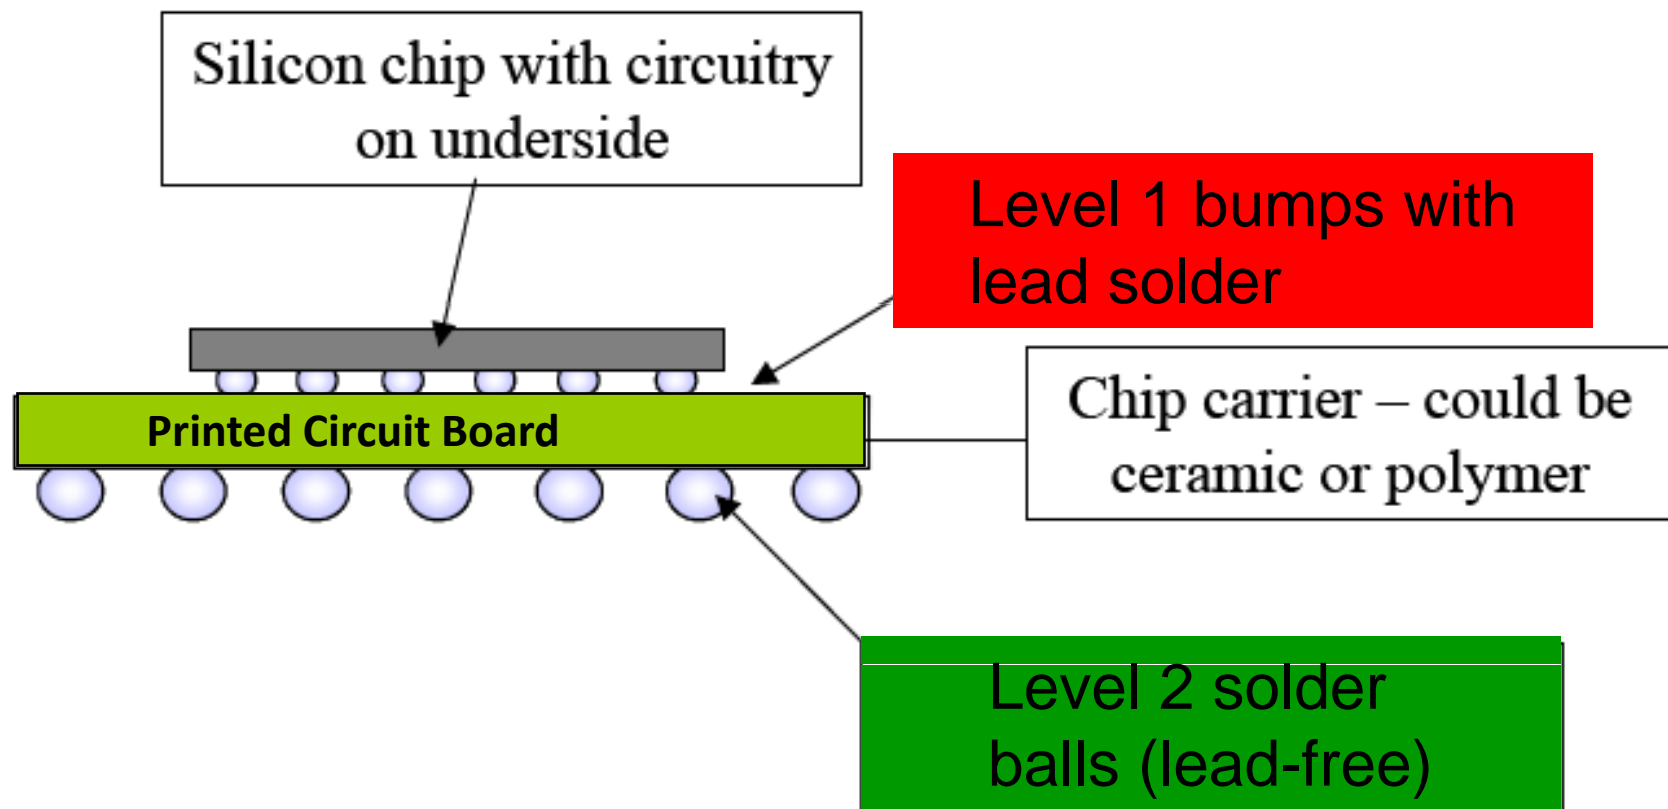 Silicon chip with circuitry
on underside
Level 1 bumps with
lead solder
Chip carrier – could be
ceramic or polymer
Printed Circuit Board
Level 2 solder
balls (lead-free)